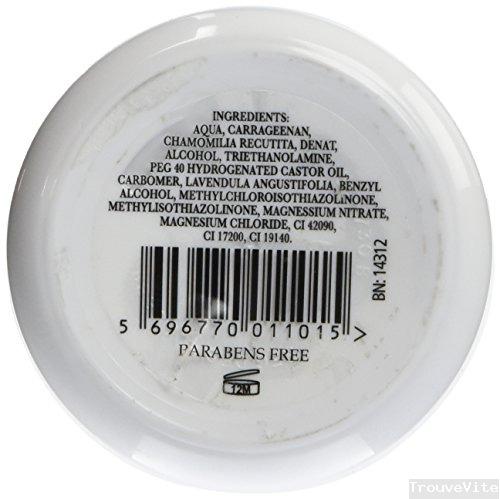 INGREDIENTS:
AQUA, CARRAGEENAN,
CHAMOMILIA RECUTITA, DENAT,
ALCOHOL, TRIETHANOLAMINE,
PEG 40 HYDROGENATED CASTOR OIL,
CARBOMER, LAVENDULA ANGUSTIFOLIA, BENZYL
ALCOHOL, METHYLCHLOROISOTHIAZOLINONE,
METHYLISOTHIAZOLINONE, MAGNESSIUM NITRATE,
MAGNESIUM CHLORIDE, CI 42090,
CI 17200, CI 19140.
BN: 14312
5 696770 011015 >
PARABENS FREE
12M
TrouveVite